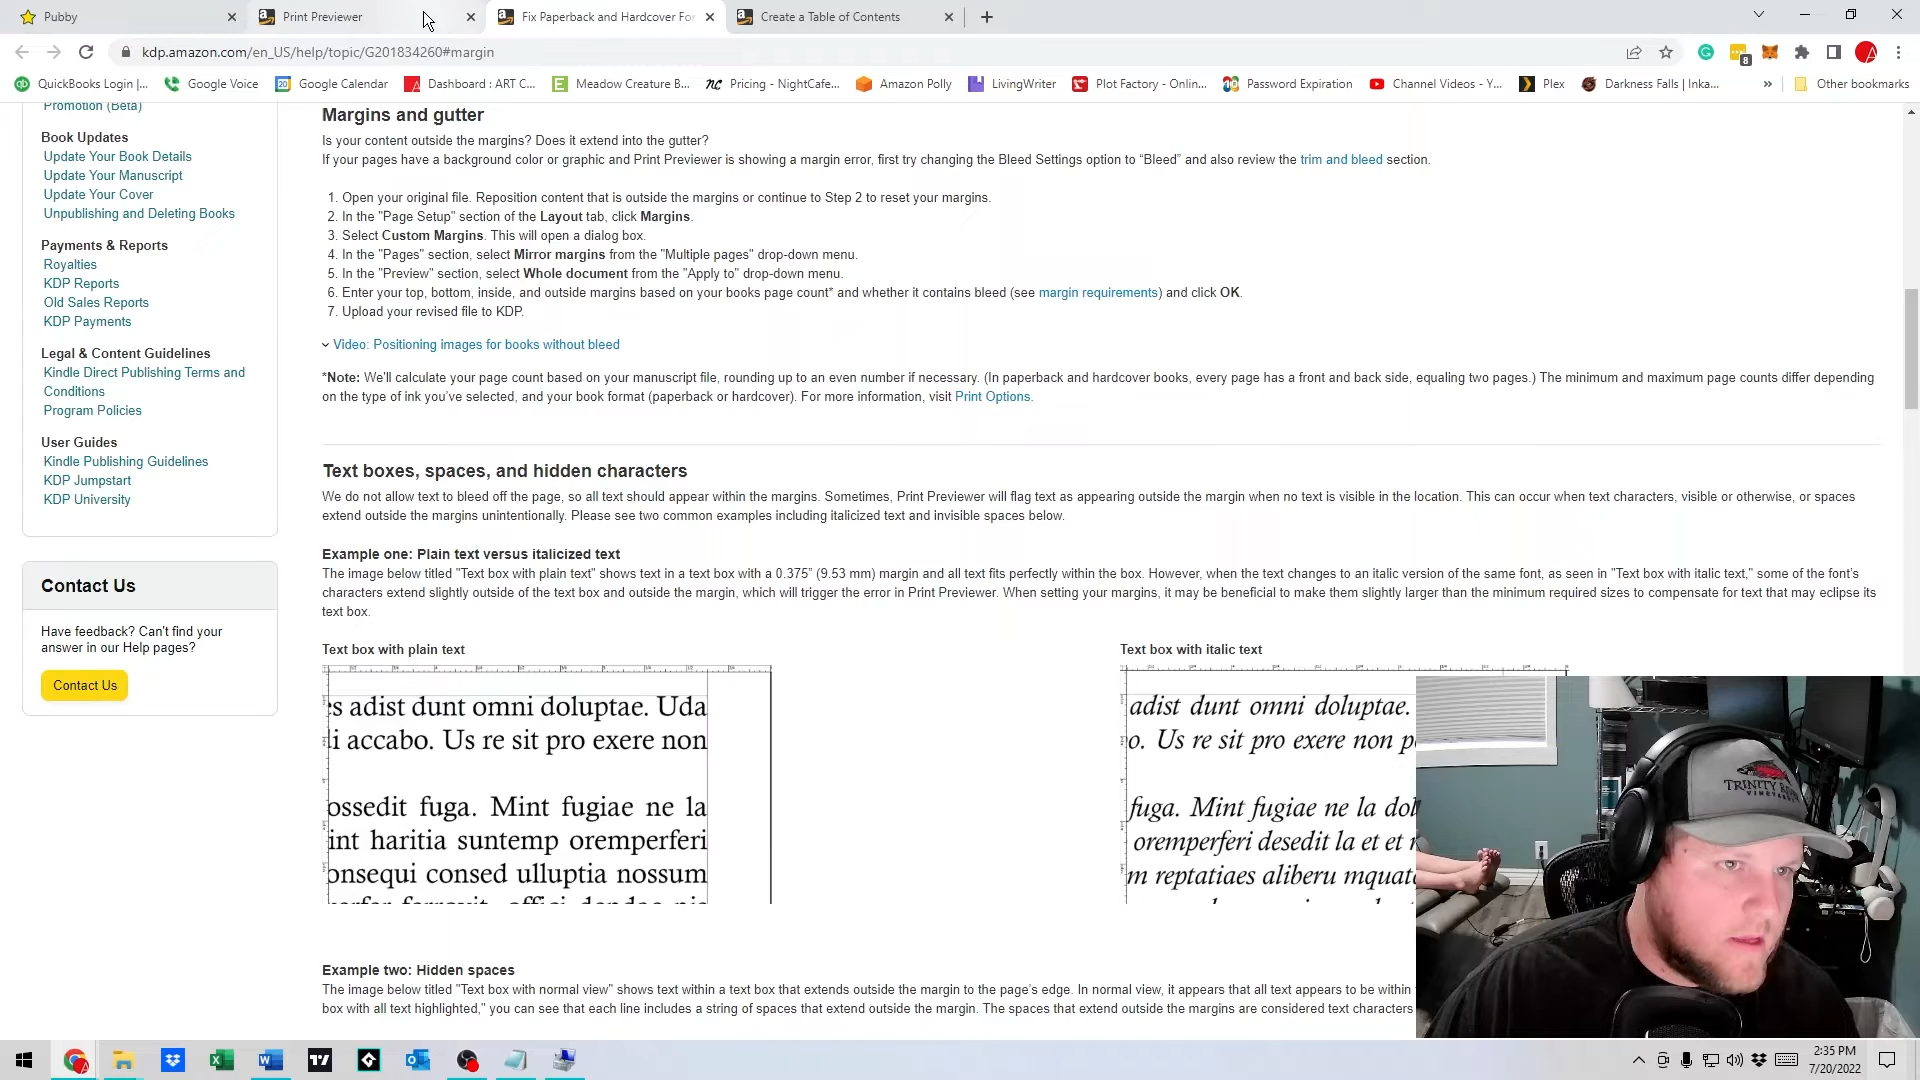 Pubby
Print Previewer
Fix Paperback and Hardcover For
Create a Table of Contents
kdp.amazon.com/en_US/help/topic/G201834260#margin
8
QuickBooks Login |...
Google Voice
20
Google Calendar
Dashboard : ART C...
Meadow Creature B...
NC
Pricing - NightCafe...
Amazon Polly
LivingWriter
Plot Factory - Onlin...
Password Expiration
Channel Videos - Y...
Plex
Darkness Falls | Inka...
Other bookmarks
Promotion (Beta)
Book Updates
Update Your Book Details
Update Your Manuscript
Update Your Cover
Unpublishing and Deleting Books
Payments & Reports
Royalties
KDP Reports
Old Sales Reports
KDP Payments
Legal & Content Guidelines
Kindle Direct Publishing Terms and
Conditions
Program Policies
User Guides
Kindle Publishing Guidelines
KDP Jumpstart
KDP University
Contact Us
Have feedback? Can't find your
answer in our Help pages?
Contact Us
Margins and gutter
Is your content outside the margins? Does it extend into the gutter?
If your pages have a background color or graphic and Print Previewer is showing a margin error, first try changing the Bleed Settings option to “Bleed” and also review the trim and bleed section.
1. Open your original file. Reposition content that is outside the margins or continue to Step 2 to reset your margins.
2. In the "Page Setup" section of the Layout tab, click Margins.
3. Select Custom Margins. This will open a dialog box.
4. In the "Pages" section, select Mirror margins from the "Multiple pages" drop-down menu.
5. In the "Preview" section, select Whole document from the "Apply to" drop-down menu.
6. Enter your top, bottom, inside, and outside margins based on your books page count* and whether it contains bleed (see margin requirements) and click OK.
7. Upload your revised file to KDP.
Video: Positioning images for books without bleed
*Note: We'll calculate your page count based on your manuscript file, rounding up to an even number if necessary. (In paperback and hardcover books, every page has a front and back side, equaling two pages.) The minimum and maximum page counts differ depending
on the type of ink you've selected, and your book format (paperback or hardcover). For more information, visit Print Options.
Text boxes, spaces, and hidden characters
We do not allow text to bleed off the page, so all text should appear within the margins. Sometimes, Print Previewer will flag text as appearing outside the margin when no text is visible in the location. This can occur when text characters, visible or otherwise, or spaces
extend outside the margins unintentionally. Please see two common examples including italicized text and invisible spaces below.
Example one: Plain text versus italicized text
The image below titled "Text box with plain text" shows text in a text box with a 0.375” (9.53 mm) margin and all text fits perfectly within the box. However, when the text changes to an italic version of the same font, as seen in "Text box with italic text," some of the font's
characters extend slightly outside of the text box and outside the margin, which will trigger the error in Print Previewer. When setting your margins, it may be beneficial to make them slightly larger than the minimum required sizes to compensate for text that may eclipse its
text box.
Text box with plain text
s adist dunt omni doluptae. Uda
li accabo. Us re sit pro exere non
ossedit fuga. Mint fugiae ne la
int haritia suntemp oremperferi
onsequi consed ulluptia nossum
Text box with italic text
adist dunt omni doluptae.
o. Us re sit pro exere non p
fuga. Mint fugiae ne la dol
oremperferi desedit la et et
m reptatiaes aliberu mquat
TRINITY
VINEYARDS
Example two: Hidden spaces
The image below titled "Text box with normal view" shows text within a text box that extends outside the margin to the page's edge. In normal view, it appears that all text appears to be within
box with all text highlighted," you can see that each line includes a string of spaces that extend outside the margin. The spaces that extend outside the margins are considered text characters
2:35 PM
7/20/2022